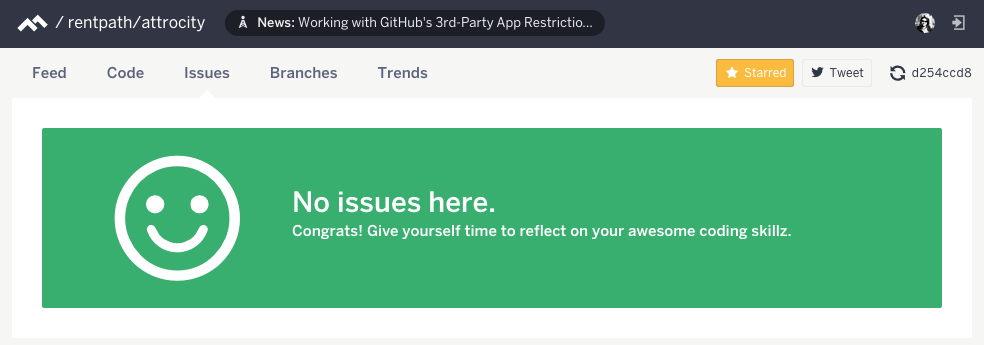 / rentpath/attrocity
News: Working with GitHub's 3rd-Party App Restrictio...
Feed Code Issues Branches Trends
Starred Tweet d254ccd8
No issues here.
Congrats! Give yourself time to reflect on your awesome coding skillz.